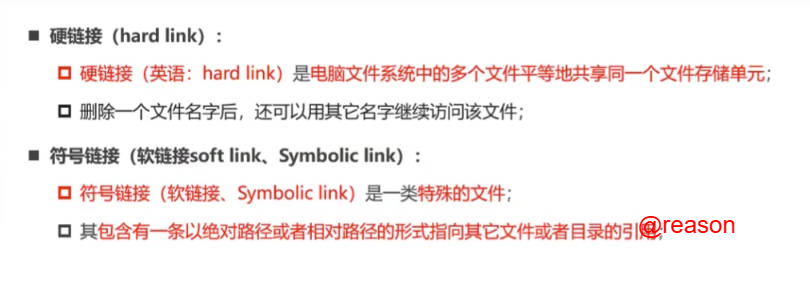 ■ 硬链接（hard link）：
硬链接（英语：hard link）是电脑文件系统中的多个文件平等地共享同一个文件存储单元；
删除一个文件名字后，还可以用其它名字继续访问该文件；
■ 符号链接（软链接soft link、Symbolic link）：
符号链接（软链接、Symbolic link）是一类特殊的文件；
其包含有一条以绝对路径或者相对路径的形式指向其它文件或者目录的引用；
@reason